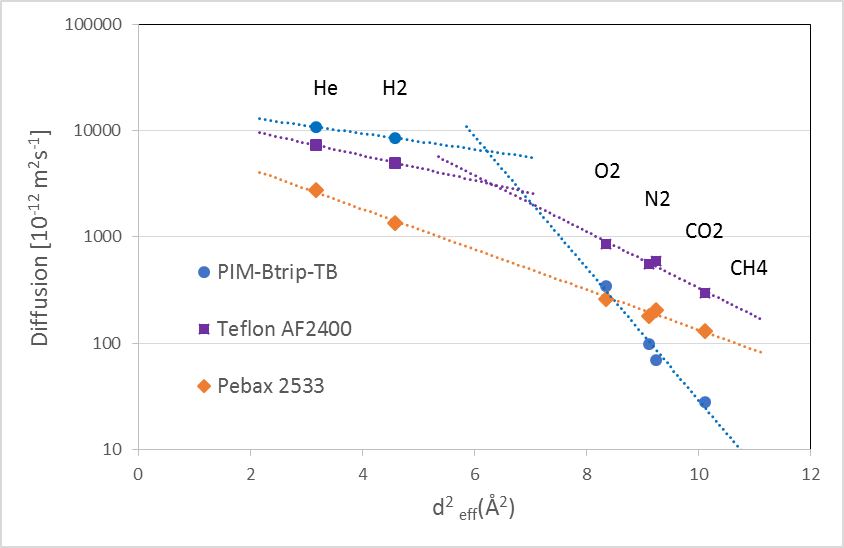 100000
10000
1000
100
10
Diffusion [10⁻¹² m²s⁻¹]
He
H2
O2
N2
CO2
CH4
PIM-Btrip-TB
Teflon AF2400
Pebax 2533
0 2 4 6 8 10 12
d² eff(Å²)